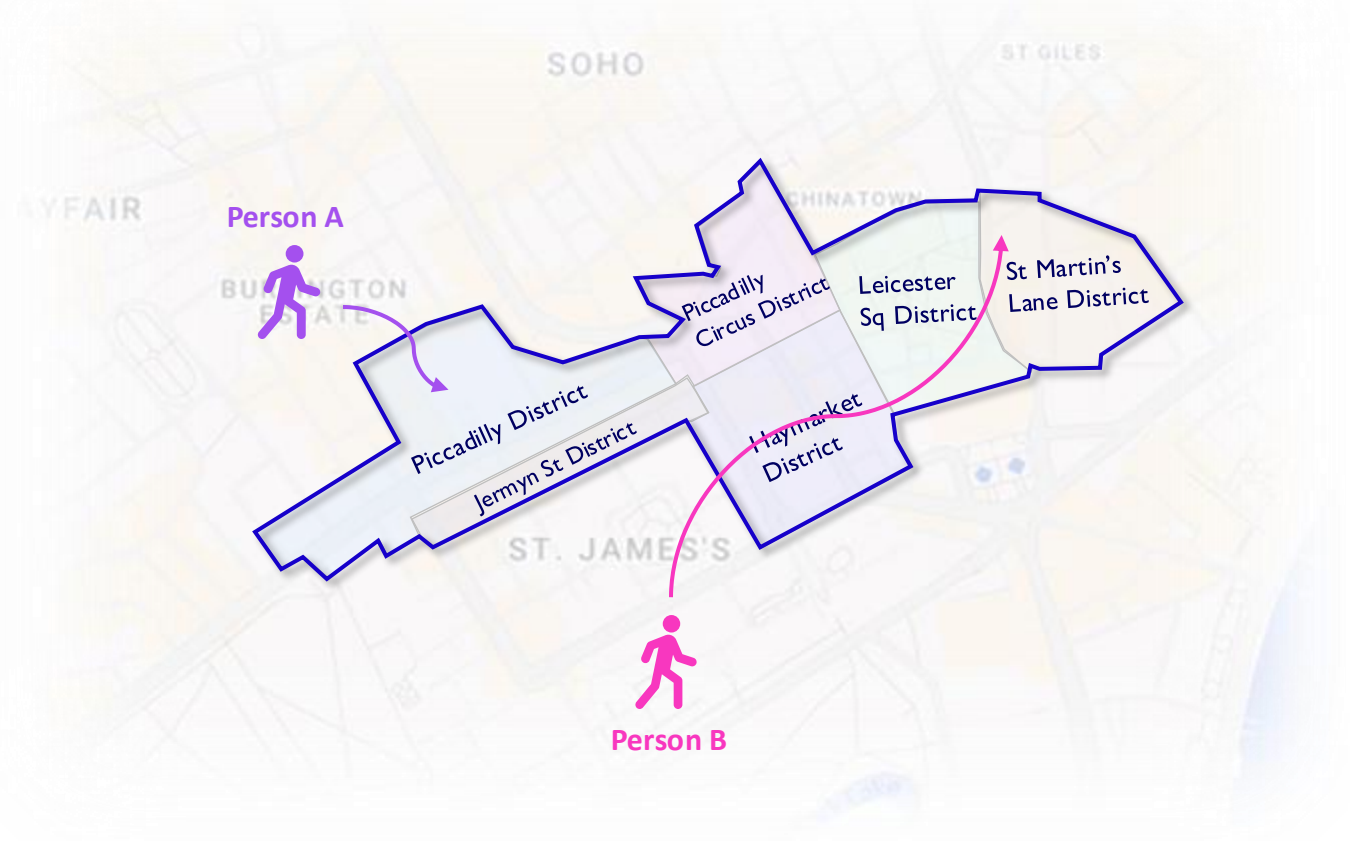 SOHO
ST GILES
CHINATOWN
AYFAIR
Person A
BURLINGTON
ESTATE
Piccadilly
Circus District
Leicester
Sq District
St Martin's
Lane District
Piccadilly District
Jermyn St District
Haymarket
District
ST. JAMES'S
Person B